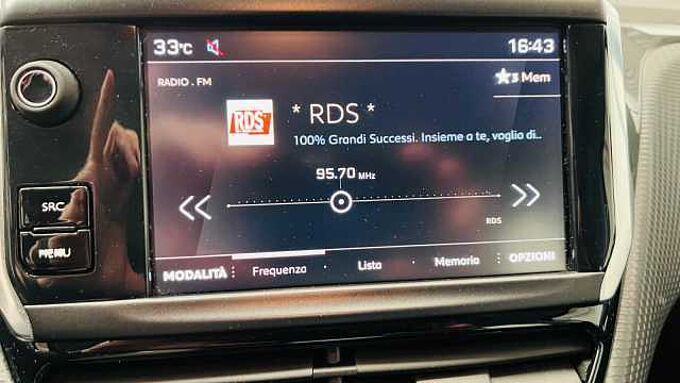 33°C
16:43
RADIO . FM
3 Mem
RDS
* RDS *
100% Grandi Successi. Insieme a te, voglia di..
95.70 MHz
SRC
RDS
MENU
MODALITÀ
Frequenza
Lista
Memoria
OPZIONI